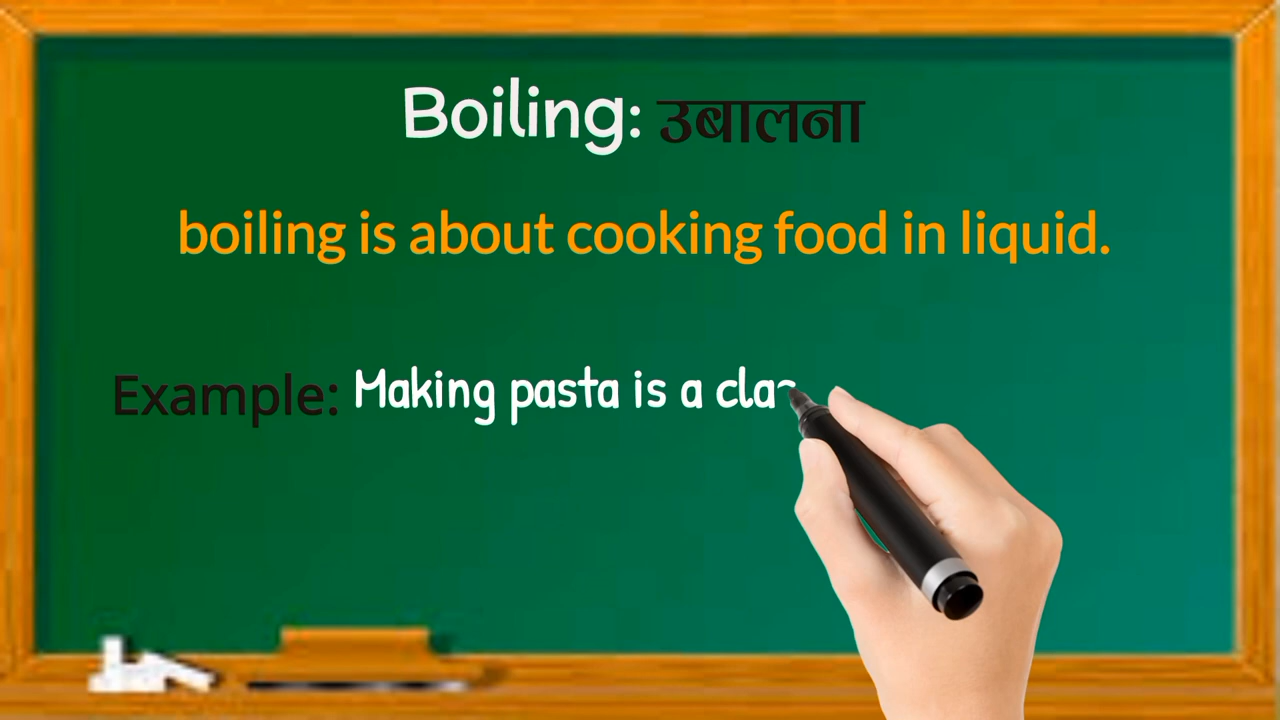 Boiling: उबालना
boiling is about cooking food in liquid.
Example: Making pasta is a